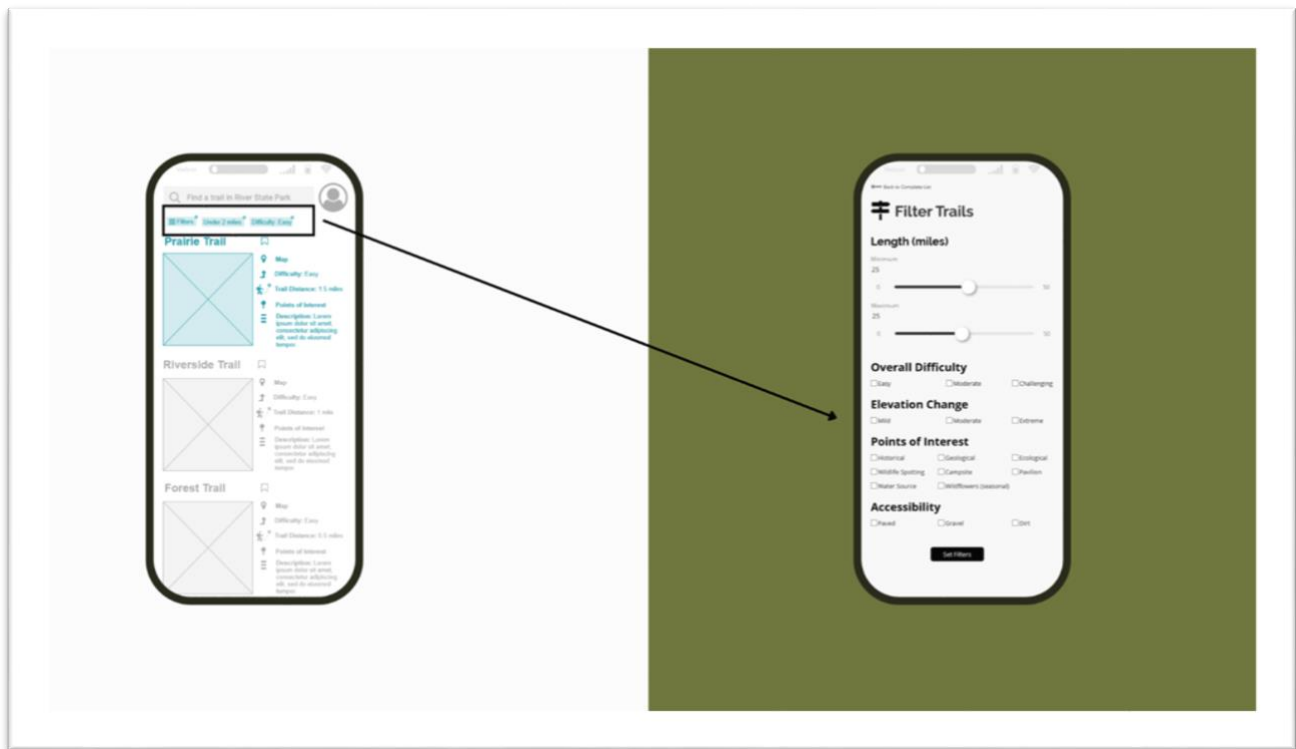 Find a trail in River State Park
Filters Under 2 miles Difficulty: Easy
Prairie Trail
Map
Difficulty: Easy
Trail Distance: 1.5 miles
Points of Interest
Description: Lorem
ipsum dolor sit amet,
consectetur adipiscing
elit, sed do eiusmod
tempor.
Riverside Trail
Map
Difficulty: Easy
Trail Distance: 1 mile
Points of Interest
Description: Lorem
ipsum dolor sit amet,
consectetur adipiscing
elit, sed do eiusmod
tempor.
Forest Trail
Map
Difficulty: Easy
Points of Interest
Description: Lorem
ipsum dolor sit amet,
consectetur adipiscing
elit, sed do eiusmod
tempor.
Back to Complete List
Filter Trails
Length (miles)
Minimum
25
0 50
Maximum
25
0 50
Overall Difficulty
Easy Moderate Challenging
Elevation Change
Mild Moderate Extreme
Points of Interest
Historical Geological Ecological
Wildlife Spotting Campsite Pavilion
Water Source Wildflowers (seasonal)
Accessibility
Paved Gravel Dirt
Set Filters